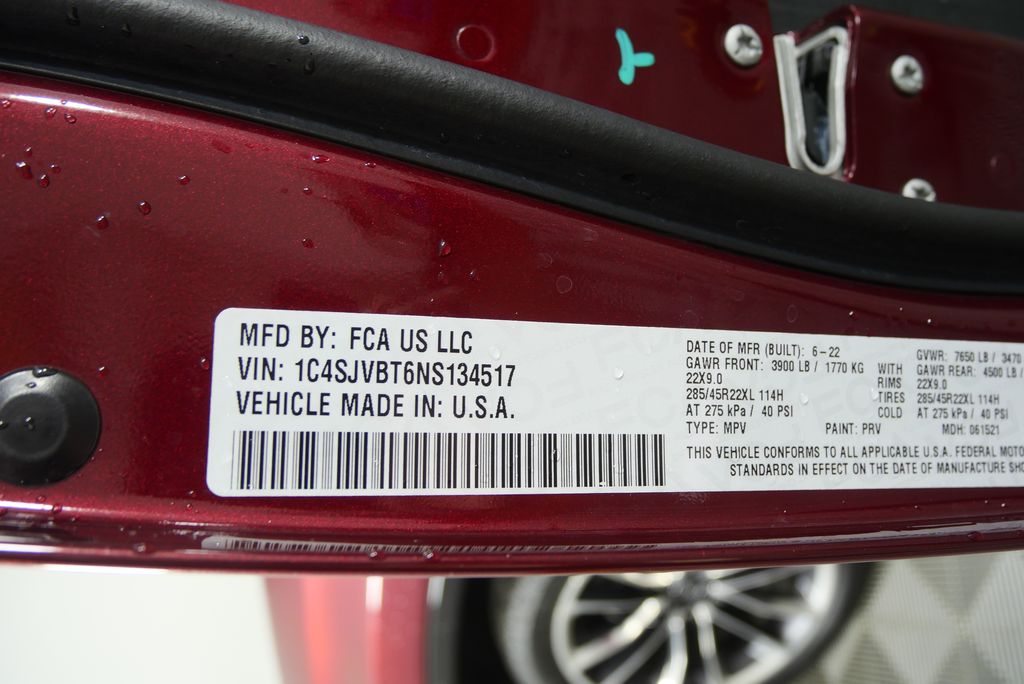 MFD BY: FCA US LLC
VIN: 1C4SJVBT6NS134517
VEHICLE MADE IN: U.S.A.
DATE OF MFR (BUILT): 6-22 GVWR: 7650 LB / 3470
GAWR FRONT: 3900 LB / 1770 KG WITH GAWR REAR: 4500 LB /
22X9.0 RIMS 22X9.0
285/45R22XL 114H TIRES 285/45R22XL 114H
AT 275 kPa / 40 PSI COLD AT 275 kPa / 40 PSI
TYPE: MPV PAINT: PRV MDH: 061521
THIS VEHICLE CONFORMS TO ALL APPLICABLE U.S.A. FEDERAL MOTO
STANDARDS IN EFFECT ON THE DATE OF MANUFACTURE SHO